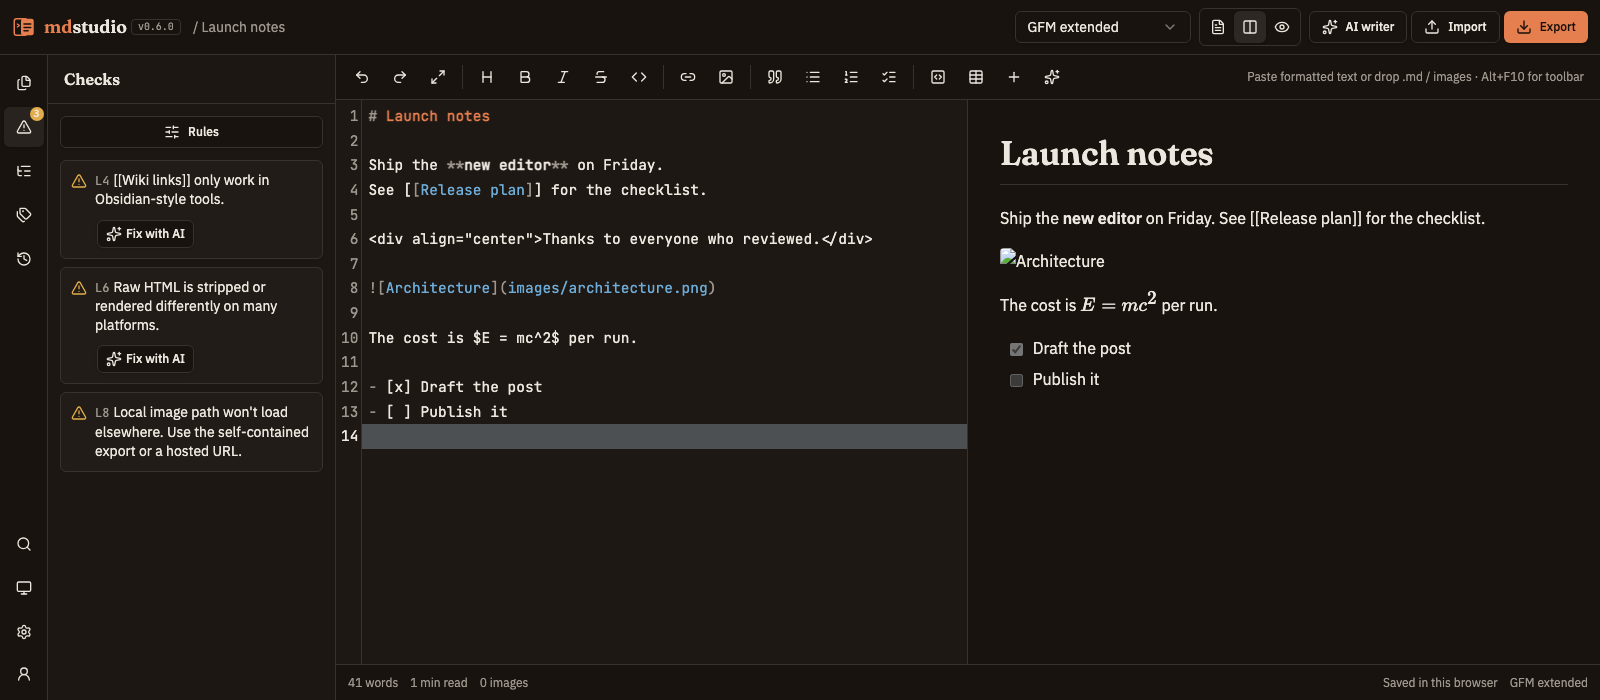 mdstudio v0.6.0 / Launch notes
GFM extended
AI writer
Import
Export
Checks
3
Rules
L4 [[Wiki links]] only work in
Obsidian-style tools.
Fix with AI
L6 Raw HTML is stripped or
rendered differently on many
platforms.
Fix with AI
L8 Local image path won't load
elsewhere. Use the self-contained
export or a hosted URL.
Paste formatted text or drop .md / images · Alt+F10 for toolbar
1 # Launch notes
2
3 Ship the **new editor** on Friday.
4 See [[Release plan]] for the checklist.
5
6 <div align="center">Thanks to everyone who reviewed.</div>
7
8 ![Architecture](images/architecture.png)
9
10 The cost is $E = mc^2$ per run.
11
12 - [x] Draft the post
13 - [ ] Publish it
14
Launch notes
Ship the new editor on Friday. See [[Release plan]] for the checklist.
Architecture
The cost is E = mc² per run.
Draft the post
Publish it
41 words 1 min read 0 images
Saved in this browser GFM extended